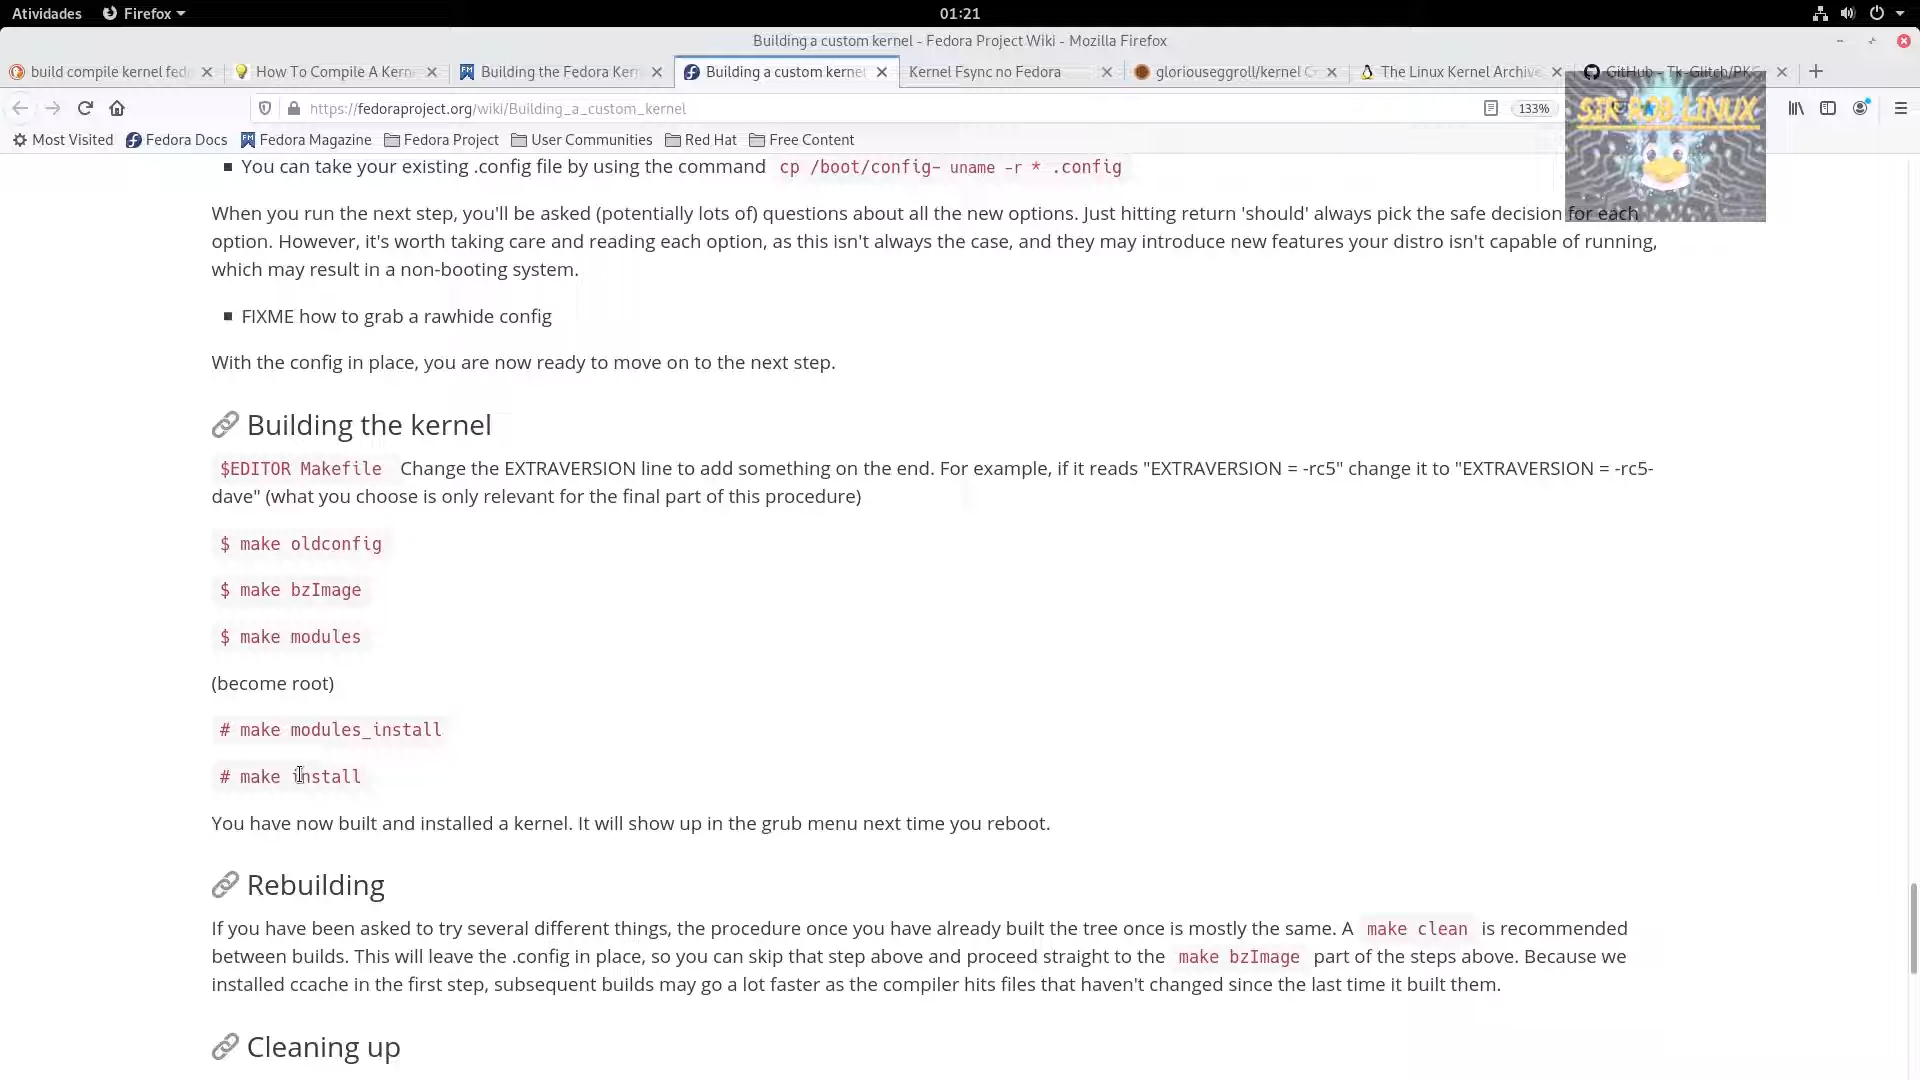 Atividades Firefox 01:21
Building a custom kernel - Fedora Project Wiki - Mozilla Firefox
build compile kernel fed How To Compile A Kern Building the Fedora Ker Building a custom kernel Kernel Fsync no Fedora gloriouseggroll/kernel C The Linux Kernel Archive GitHub - Tk-Glitch/PKG
https://fedoraproject.org/wiki/Building_a_custom_kernel 133%
SIR ROB LINUX
Most Visited Fedora Docs Fedora Magazine Fedora Project User Communities Red Hat Free Content
You can take your existing .config file by using the command cp /boot/config- uname -r * .config
When you run the next step, you'll be asked (potentially lots of) questions about all the new options. Just hitting return 'should' always pick the safe decision for each
option. However, it's worth taking care and reading each option, as this isn't always the case, and they may introduce new features your distro isn't capable of running,
which may result in a non-booting system.
FIXME how to grab a rawhide config
With the config in place, you are now ready to move on to the next step.
Building the kernel
$EDITOR Makefile Change the EXTRAVERSION line to add something on the end. For example, if it reads "EXTRAVERSION = -rc5" change it to "EXTRAVERSION = -rc5-
dave" (what you choose is only relevant for the final part of this procedure)
$ make oldconfig
$ make bzImage
$ make modules
(become root)
# make modules_install
# make install
You have now built and installed a kernel. It will show up in the grub menu next time you reboot.
Rebuilding
If you have been asked to try several different things, the procedure once you have already built the tree once is mostly the same. A make clean is recommended
between builds. This will leave the .config in place, so you can skip that step above and proceed straight to the make bzImage part of the steps above. Because we
installed ccache in the first step, subsequent builds may go a lot faster as the compiler hits files that haven't changed since the last time it built them.
Cleaning up